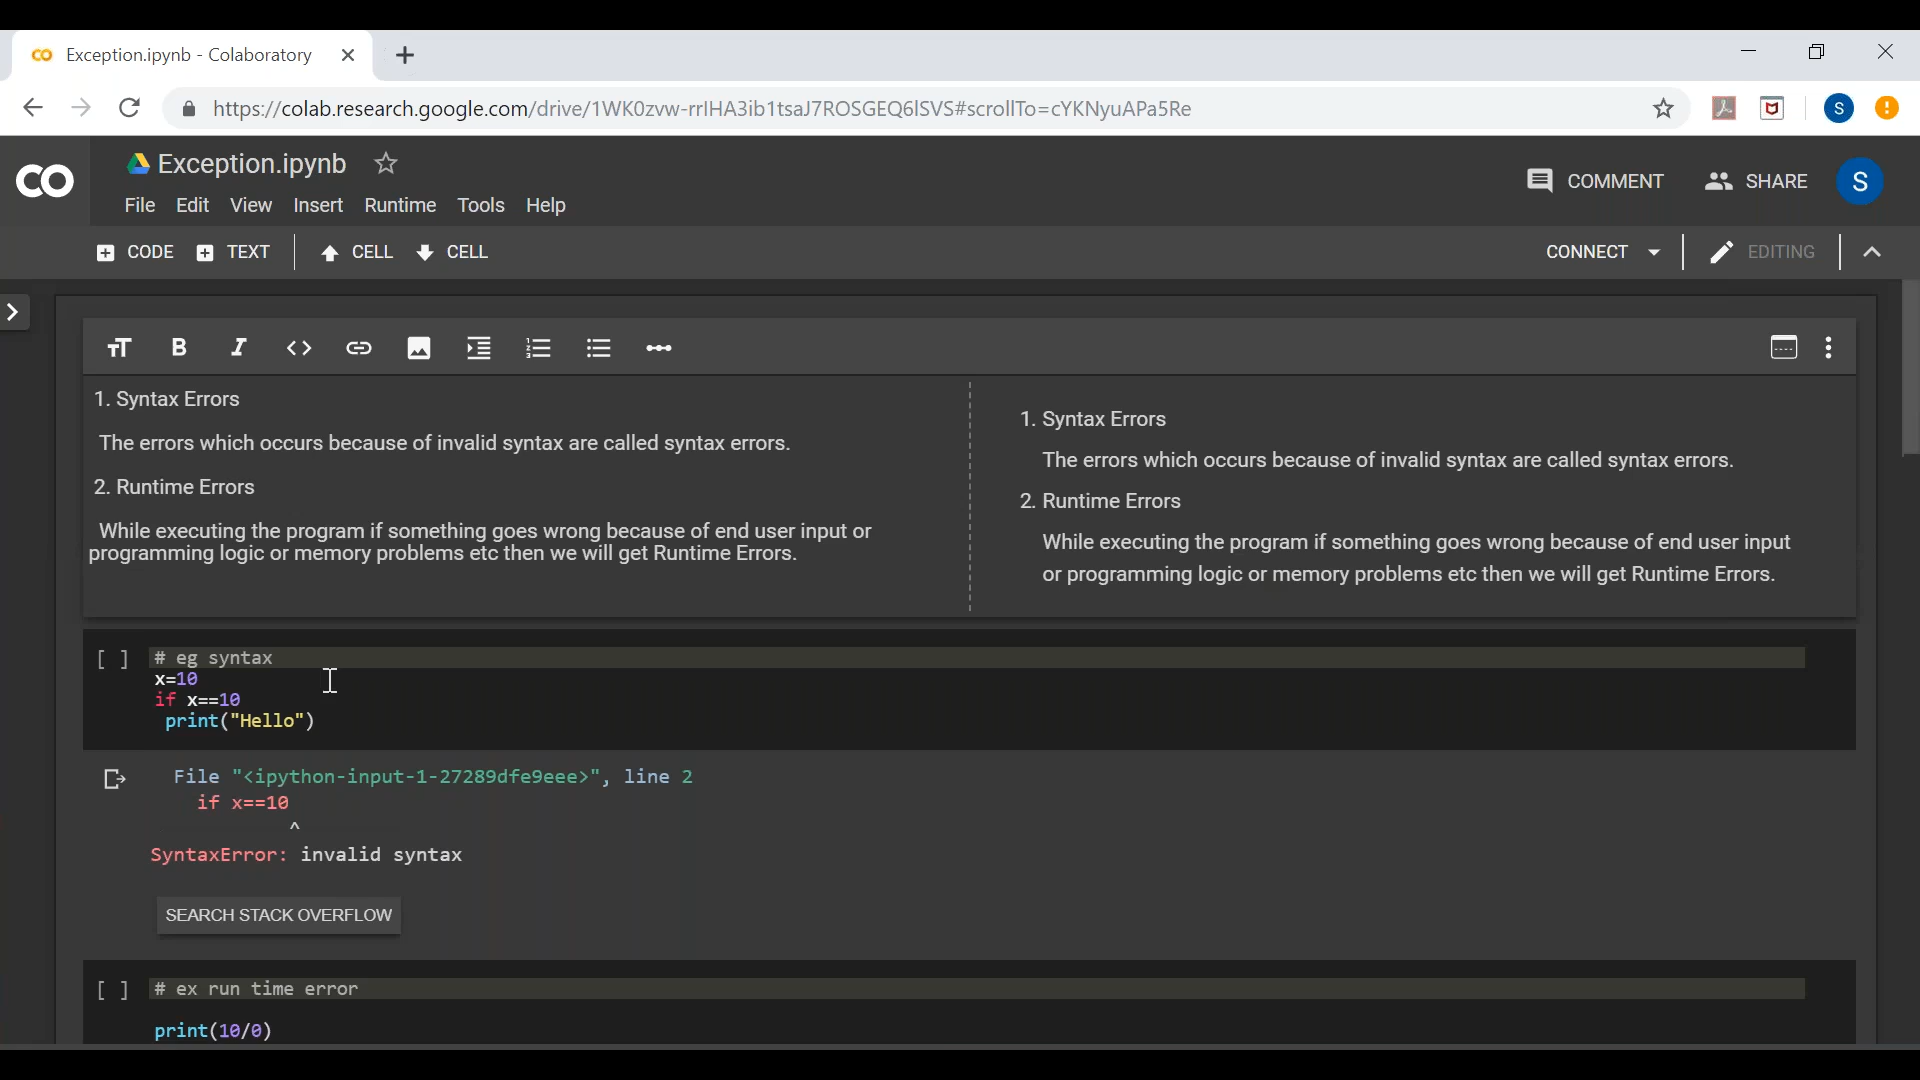 Exception.ipynb - Colaboratory
https://colab.research.google.com/drive/1WK0zvw-rrIHA3ib1tsaJ7ROSGEQ6lSVS#scrollTo=cYKNyuAPa5Re
S
CO
Exception.ipynb
COMMENT
SHARE
S
File Edit View Insert Runtime Tools Help
CODE TEXT CELL CELL
CONNECT EDITING
1. Syntax Errors
The errors which occurs because of invalid syntax are called syntax errors.
2. Runtime Errors
While executing the program if something goes wrong because of end user input or
programming logic or memory problems etc then we will get Runtime Errors.
1. Syntax Errors
The errors which occurs because of invalid syntax are called syntax errors.
2. Runtime Errors
While executing the program if something goes wrong because of end user input
or programming logic or memory problems etc then we will get Runtime Errors.
[ ] # eg syntax
x=10
if x==10
print("Hello")
File "<ipython-input-1-27289dfe9eee>", line 2
if x==10
^
SyntaxError: invalid syntax
SEARCH STACK OVERFLOW
[ ] # ex run time error
print(10/0)